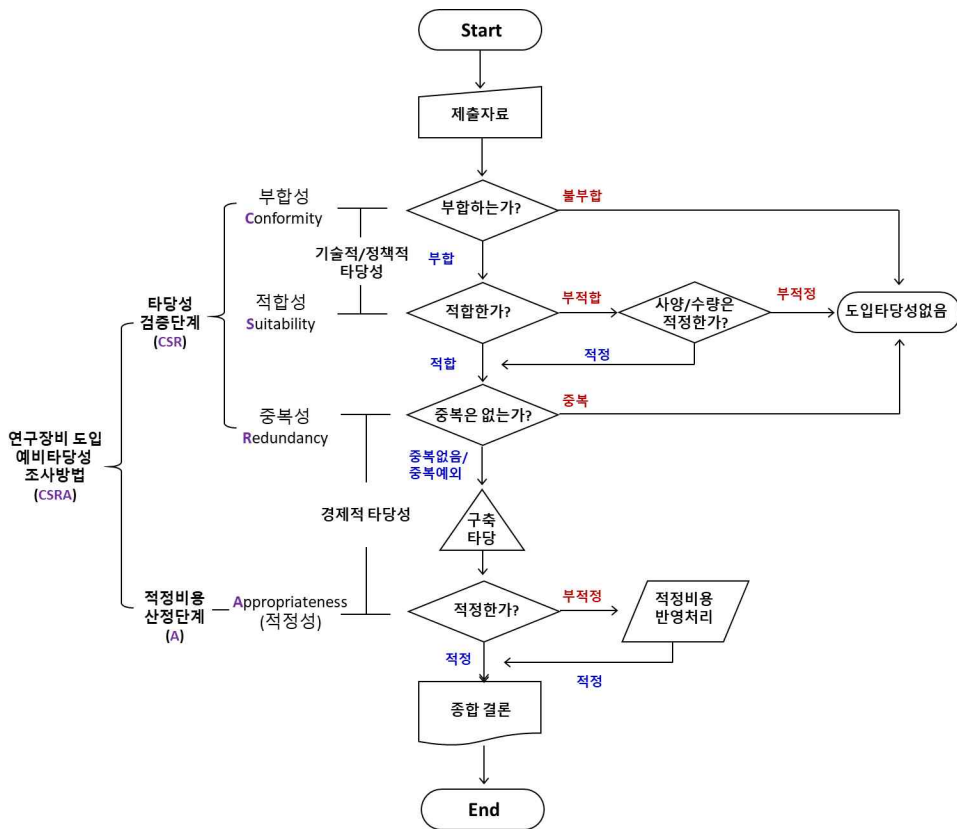 Start
제출자료
부합성
Conformity
부합하는가?
불부합
기술적/정책적
타당성
부합
타당성
검증단계
(CSR)
적합성
Suitability
적합한가?
부적합
사양/수량은
적정한가?
부적정
도입타당성없음
적합
적정
중복성
Redundancy
중복은 없는가?
중복
연구장비 도입
예비타당성
조사방법
(CSRA)
중복없음/
중복예외
경제적 타당성
구축
타당
적정비용
산정단계
(A)
Appropriateness
(적정성)
적정한가?
부적정
적정비용
반영처리
적정
적정
종합 결론
End